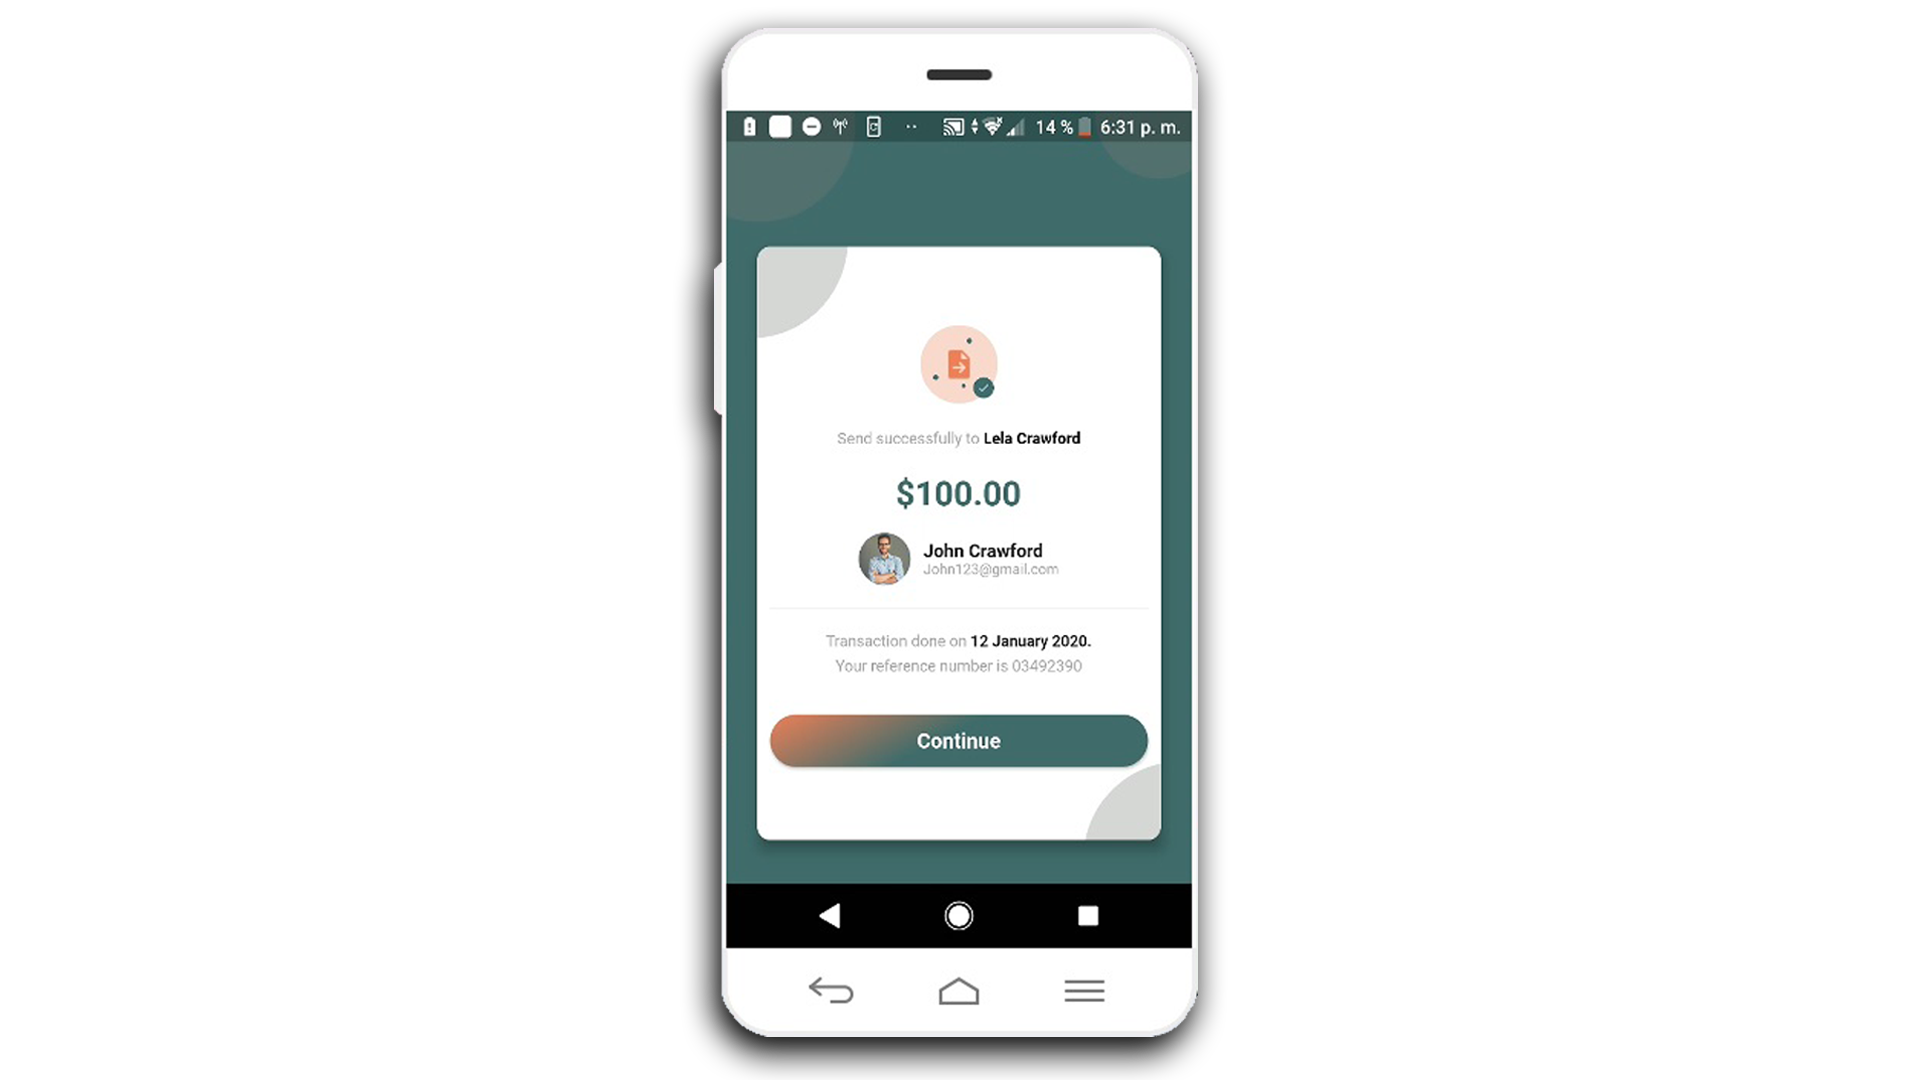 14 % 6:31 p. m.
Send successfully to Lela Crawford
$100.00
John Crawford
John123@gmail.com
Transaction done on 12 January 2020.
Your reference number is 03492390
Continue